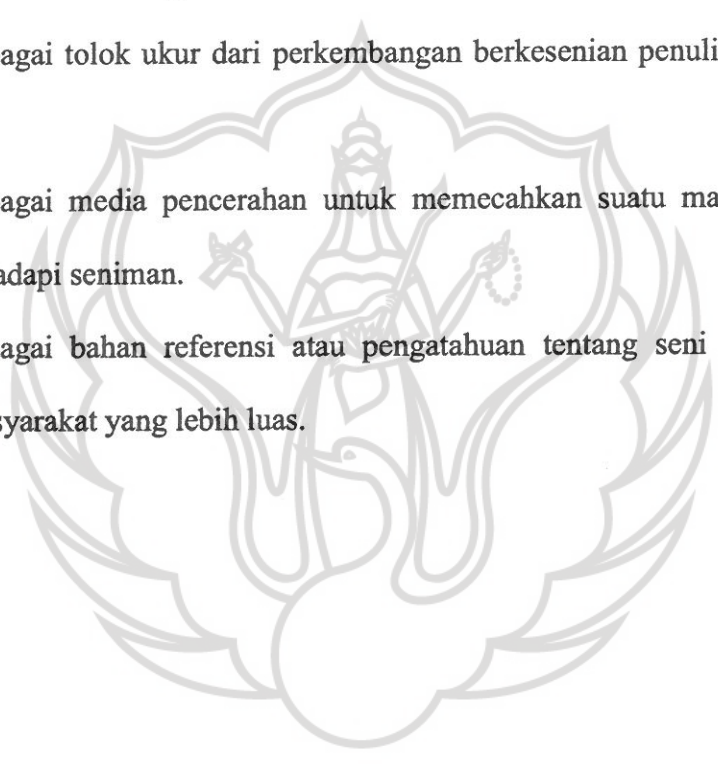 agai tolok ukur dari perkembangan berkesenian penuli
agai media pencerahan untuk memecahkan suatu ma
adapi seniman.
agai bahan referensi atau pengatahuan tentang seni
syarakat yang lebih luas.